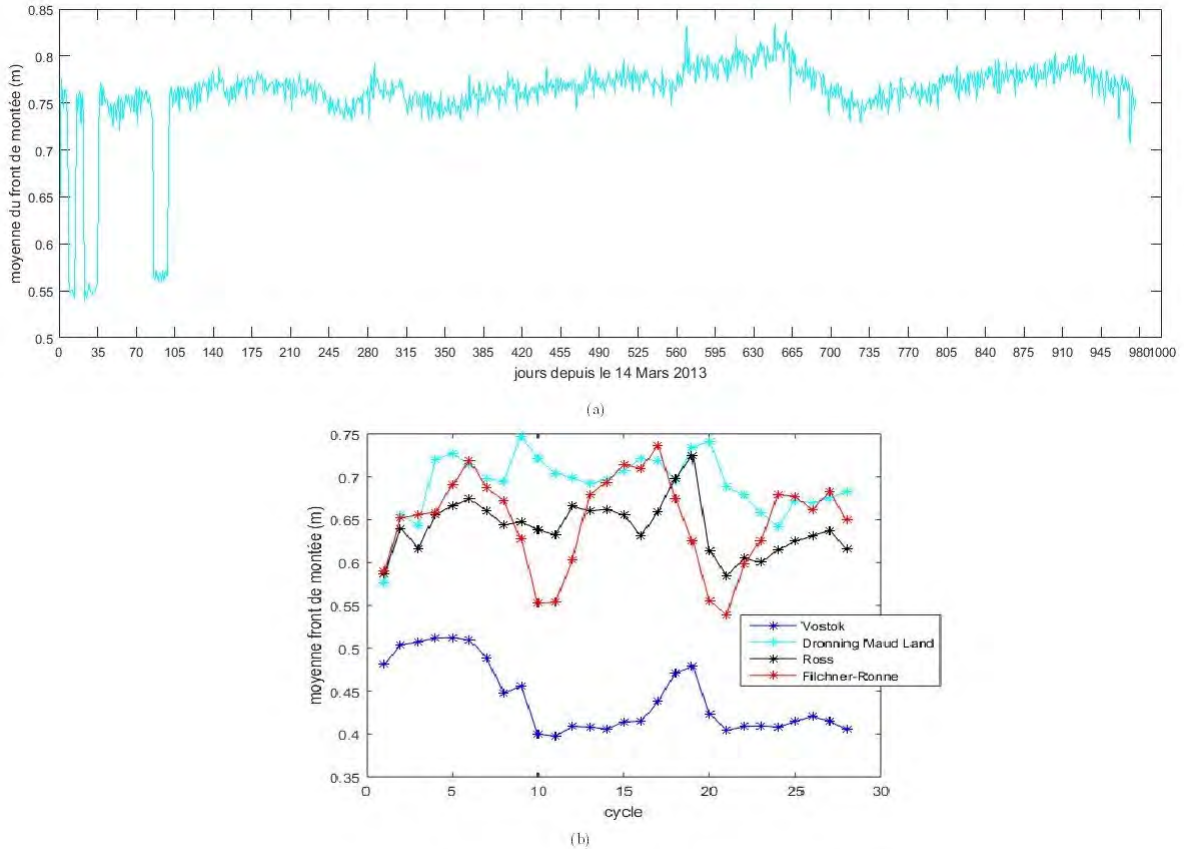 0.85
0.8
0.75
0.7
0.65
0.6
0.55
0.5
moyenne du front de montée (m)
0 35 70 105 140 175 210 245 280 315 350 385 420 455 490 525 560 595 630 665 700 735 770 805 840 875 910 945 980 1000
jours depuis le 14 Mars 2013
(a)
0.75
0.7
0.65
0.6
0.55
0.5
0.45
0.4
0.35
moyenne front de montée (m)
Vostok
Dronning Maud Land
Ross
Filchner-Ronne
0 5 10 15 20 25 30
cycle
(b)